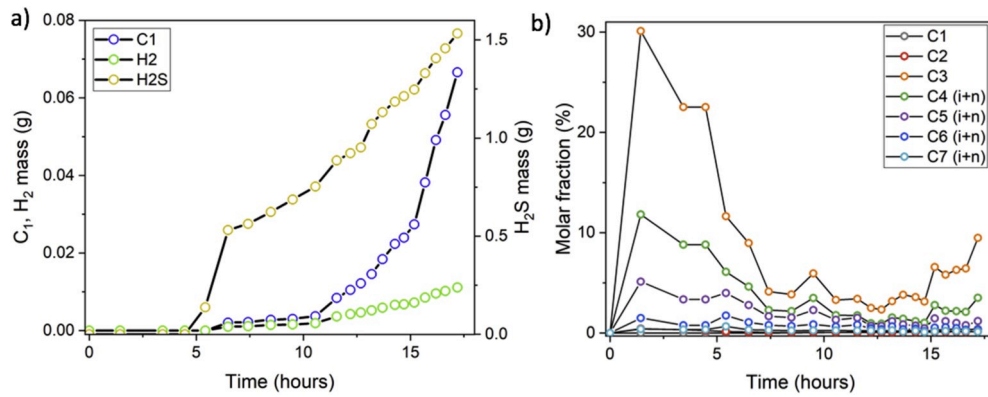 a)
C1
H2
H2S
0.08
0.06
0.04
0.02
0.00
C₁, H₂ mass (g)
1.5
1.0
0.5
0.0
H₂S mass (g)
0
5
10
15
Time (hours)
b)
C1
C2
C3
C4 (i+n)
C5 (i+n)
C6 (i+n)
C7 (i+n)
30
20
10
0
Molar fraction (%)
0
5
10
15
Time (hours)